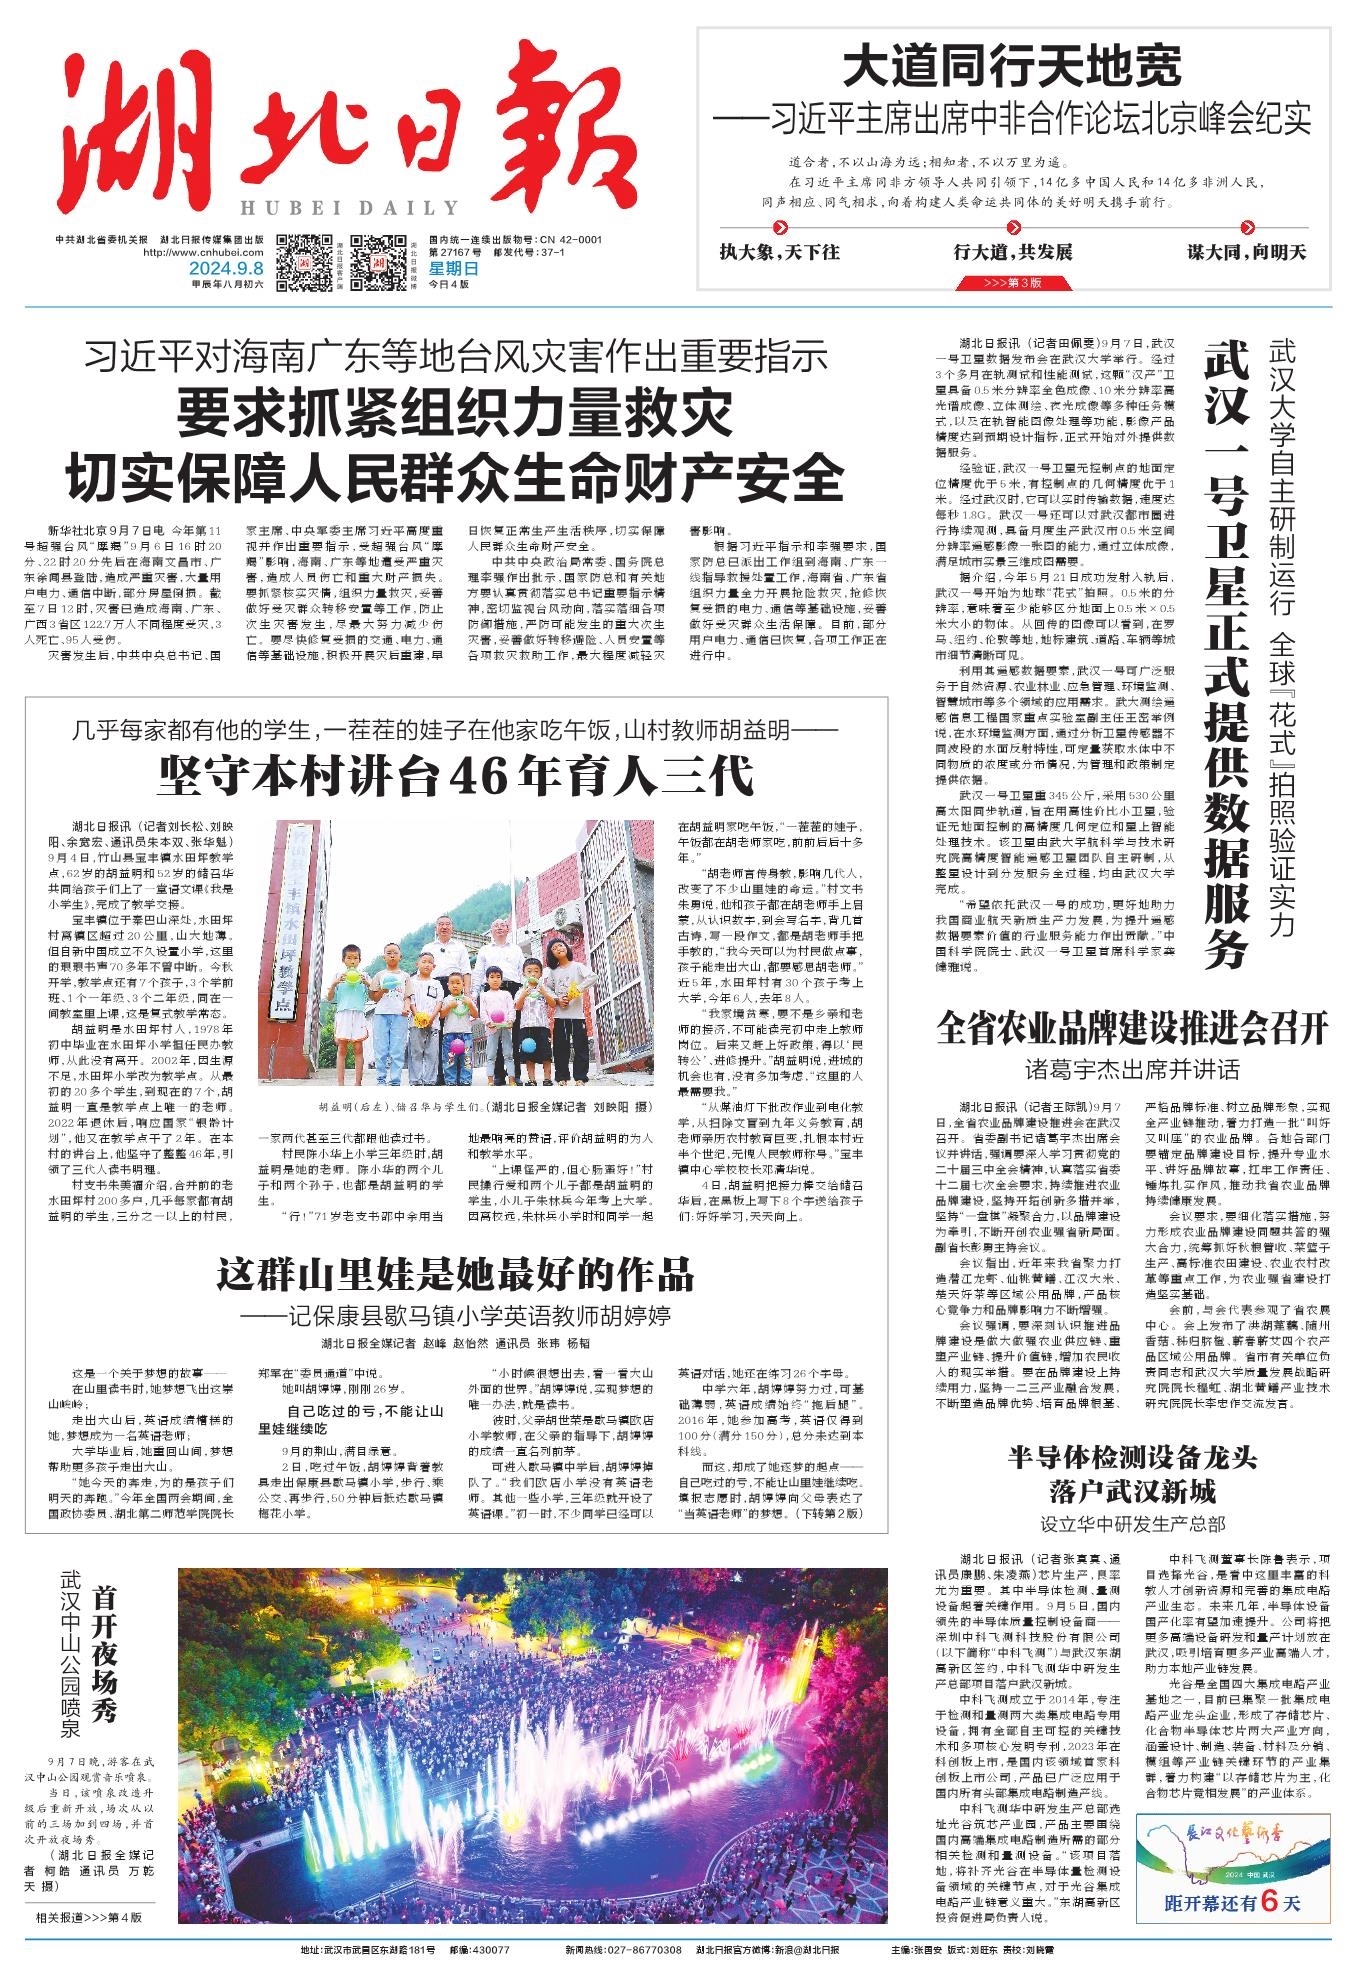 湖北日報
HUBEI DAILY
中共湖北省委机关报 湖北日报传媒集团出版
http://www.cnhubei.com
2024.9.8
甲辰年八月初六
湖北日报客户端
湖北日报微博
国内统一连续出版物号:CN 42-0001
第27167号 邮发代号:37-1
星期日
今日4版
大道同行天地宽
——习近平主席出席中非合作论坛北京峰会纪实
道合者,不以山海为远;相知者,不以万里为遥。
在习近平主席同非方领导人共同引领下,14亿多中国人民和14亿多非洲人民,
同声相应、同气相求,向着构建人类命运共同体的美好明天携手前行。
执大象,天下往
行大道,共发展
谋大同,向明天
>>>第3版
习近平对海南广东等地台风灾害作出重要指示
要求抓紧组织力量救灾
切实保障人民群众生命财产安全
新华社北京9月7日电 今年第11
号超强台风“摩羯”9月6日16时20
分、22时20分先后在海南文昌市、广
东徐闻县登陆,造成严重灾害,大量用
户电力、通信中断,部分房屋倒损。截
至7日12时,灾害已造成海南、广东、
广西3省区122.7万人不同程度受灾,3
人死亡、95人受伤。
灾害发生后,中共中央总书记、国
家主席、中央军委主席习近平高度重
视并作出重要指示,受超强台风“摩
羯”影响,海南、广东等地遭受严重灾
害,造成人员伤亡和重大财产损失。
要抓紧核实灾情,组织力量救灾,妥善
做好受灾群众转移安置等工作,防止
次生灾害发生,尽最大努力减少伤
亡。要尽快修复受损的交通、电力、通
信等基础设施,积极开展灾后重建,早
日恢复正常生产生活秩序,切实保障
人民群众生命财产安全。
中共中央政治局常委、国务院总
理李强作出批示,国家防总和有关地
方要认真贯彻落实总书记重要指示精
神,密切监视台风动向,落实落细各项
防御措施,严防可能发生的重大次生
灾害,妥善做好转移避险、人员安置等
各项救灾救助工作,最大程度减轻灾
害影响。
根据习近平指示和李强要求,国
家防总已派出工作组到海南、广东一
线指导救援处置工作,海南省、广东省
组织力量全力开展抢险救灾,抢修恢
复受损的电力、通信等基础设施,妥善
做好受灾群众生活保障。目前,部分
用户电力、通信已恢复,各项工作正在
进行中。
武汉大学自主研制运行 全球『花式』拍照验证实力
武汉一号卫星正式提供数据服务
湖北日报讯(记者田佩雯)9月7日,武汉
一号卫星数据发布会在武汉大学举行。经过
3个多月在轨测试和性能测试,这颗“汉产”卫
星具备0.5米分辨率全色成像、10米分辨率高
光谱成像、立体测绘、夜光成像等多种任务模
式,以及在轨智能图像处理等功能,影像产品
精度达到预期设计指标,正式开始对外提供数
据服务。
经验证,武汉一号卫星无控制点的地面定
位精度优于5米,有控制点的几何精度优于1
米。经过武汉时,它可以实时传输数据,速度达
每秒1.8G。武汉一号还可以对武汉都市圈进
行持续观测,具备月度生产武汉市0.5米空间
分辨率遥感影像一张图的能力,通过立体成像,
满足城市实景三维成图需要。
据介绍,今年5月21日成功发射入轨后,
武汉一号开始为地球“花式”拍照。0.5米的分
辨率,意味着至少能够区分地面上0.5米×0.5
米大小的物体。从回传的图像可以看到,在罗
马、纽约、伦敦等地,地标建筑、道路、车辆等城
市细节清晰可见。
利用其遥感数据要素,武汉一号可广泛服
务于自然资源、农业林业、应急管理、环境监测、
智慧城市等多个领域的应用需求。武大测绘遥
感信息工程国家重点实验室副主任王密举例
说,在水环境监测方面,通过分析卫星传感器不
同波段的水面反射特性,可定量获取水体中不
同物质的浓度或分布情况,为管理和政策制定
提供依据。
武汉一号卫星重345公斤,采用530公里
高太阳同步轨道,旨在用高性价比小卫星,验
证无地面控制的高精度几何定位和星上智能
处理技术。该卫星由武大宇航科学与技术研
究院高精度智能遥感卫星团队自主研制,从
整星设计到分发服务全过程,均由武汉大学
完成。
“希望依托武汉一号的成功,更好地助力
我国商业航天新质生产力发展,为提升遥感
数据要素价值的行业服务能力作出贡献。”中
国科学院院士、武汉一号卫星首席科学家龚
健雅说。
几乎每家都有他的学生,一茬茬的娃子在他家吃午饭,山村教师胡益明——
坚守本村讲台46年育人三代
湖北日报讯(记者刘长松、刘映
阳、余宽宏、通讯员朱本双、张华魁)
9月4日,竹山县宝丰镇水田坪教学
点,62岁的胡益明和52岁的储召华
共同给孩子们上了一堂语文课《我是
小学生》,完成了教学交接。
宝丰镇位于秦巴山深处,水田坪
村离镇区超过20公里,山大地薄。
但自新中国成立不久设置小学,这里
的琅琅书声70多年不曾中断。今秋
开学,教学点还有7个孩子,3个学前
班、1个一年级、3个二年级,同在一
间教室里上课,这是复式教学常态。
胡益明是水田坪村人,1978年
初中毕业在水田坪小学担任民办教
师,从此没有离开。2002年,因生源
不足,水田坪小学改为教学点。从最
初的20多个学生,到现在的7个,胡
益明一直是教学点上唯一的老师。
2022年退休后,响应国家“银龄计
划”,他又在教学点干了2年。在本
村的讲台上,他坚守了整整46年,引
领了三代人读书明理。
村支书朱美福介绍,合并前的老
水田坪村200多户,几乎每家都有胡
益明的学生,三分之一以上的村民,
竹山县宝丰镇水田坪教学点
胡益明(后左)、储召华与学生们。(湖北日报全媒记者 刘映阳 摄)
一家两代甚至三代都跟他读过书。
村民陈小华上小学三年级时,胡
益明是她的老师。陈小华的两个儿
子和两个孙子,也都是胡益明的学
生。
“行!”71岁老支书邵中余用当
地最响亮的赞语,评价胡益明的为人
和教学水平。
“上课怪严的,但心肠蛮好!”村
民操行爱和两个儿子都是胡益明的
学生,小儿子朱林兵今年考上大学。
因离校远,朱林兵小学时和同学一起
在胡益明家吃午饭,“一茬茬的娃子,
午饭都在胡老师家吃,前前后后十多
年。”
“胡老师言传身教,影响几代人,
改变了不少山里娃的命运。”村文书
朱勇说,他和孩子都在胡老师手上启
蒙,从认识数字,到会写名字,背几首
古诗,写一段作文,都是胡老师手把
手教的,“我今天可以为村民做点事,
孩子能走出大山,都要感恩胡老师。”
近5年,水田坪村有30个孩子考上
大学,今年6人,去年8人。
“我家境贫寒,要不是乡亲和老
师的接济,不可能读完初中走上教师
岗位。后来又赶上好政策,得以‘民
转公’、进修提升。”胡益明说,进城的
机会也有,没有多加考虑,“这里的人
最需要我。”
“从煤油灯下批改作业到电化教
学,从扫除文盲到九年义务教育,胡
老师亲历农村教育巨变,扎根本村近
半个世纪,无愧人民教师称号。”宝丰
镇中心学校校长邓清华说。
4日,胡益明把接力棒交给储召
华后,在黑板上写下8个字送给孩子
们:好好学习,天天向上。
这群山里娃是她最好的作品
——记保康县歇马镇小学英语教师胡婷婷
湖北日报全媒记者 赵峰 赵怡然 通讯员 张玮 杨韬
这是一个关于梦想的故事——
在山里读书时,她梦想飞出这崇
山峻岭;
走出大山后,英语成绩糟糕的
她,梦想成为一名英语老师;
大学毕业后,她重回山间,梦想
帮助更多孩子走出大山。
“她今天的奔走,为的是孩子们
明天的奔跑。”今年全国两会期间,全
国政协委员、湖北第二师范学院院长
郑军在“委员通道”中说。
她叫胡婷婷,刚刚26岁。
自己吃过的亏,不能让山
里娃继续吃
9月的荆山,满目绿意。
2日,吃过午饭,胡婷婷背着教
具走出保康县歇马镇小学,步行、乘
公交、再步行,50分钟后抵达歇马镇
梅花小学。
“小时候很想出去,看一看大山
外面的世界。”胡婷婷说,实现梦想的
唯一办法,就是读书。
彼时,父亲胡世荣是歇马镇欧店
小学教师,在父亲的指导下,胡婷婷
的成绩一直名列前茅。
可进入歇马镇中学后,胡婷婷掉
队了。“我们欧店小学没有英语老
师。其他一些小学,三年级就开设了
英语课。”初一时,不少同学已经可以
英语对话,她还在练习26个字母。
中学六年,胡婷婷努力过,可基
础薄弱,英语成绩始终“拖后腿”。
2016年,她参加高考,英语仅得到
100分(满分150分),总分未达到本
科线。
而这,却成了她逐梦的起点——
自己吃过的亏,不能让山里娃继续吃。
填报志愿时,胡婷婷向父母表达了
“当英语老师”的梦想。(下转第2版)
全省农业品牌建设推进会召开
诸葛宇杰出席并讲话
湖北日报讯(记者王际凯)9月7
日,全省农业品牌建设推进会在武汉
召开。省委副书记诸葛宇杰出席会
议并讲话,强调要深入学习贯彻党的
二十届三中全会精神,认真落实省委
十二届七次全会要求,持续推进农业
品牌建设,坚持开拓创新多措并举,
坚持“一盘棋”凝聚合力,以品牌建设
为牵引,不断开创农业强省新局面。
副省长彭勇主持会议。
会议指出,近年来我省聚力打
造潜江龙虾、仙桃黄鳝、江汉大米、
楚天好茶等区域公用品牌,产品核
心竞争力和品牌影响力不断增强。
会议强调,要深刻认识推进品
牌建设是做大做强农业供应链、重
塑产业链、提升价值链,增加农民收
入的现实举措。要在品牌建设上持
续用力,坚持一二三产业融合发展,
不断塑造品牌优势、培育品牌根基、
严格品牌标准、树立品牌形象,实现
全产业链推动,着力打造一批“叫好
又叫座”的农业品牌。各地各部门
要锚定品牌建设目标,提升专业水
平、讲好品牌故事,扛牢工作责任、
锤炼扎实作风,推动我省农业品牌
持续健康发展。
会议要求,要细化落实措施,努
力形成农业品牌建设同题共答的强
大合力,统筹抓好秋粮管收、菜篮子
生产、高标准农田建设、农业农村改
革等重点工作,为农业强省建设打
造坚实基础。
会前,与会代表参观了省农展
中心。会上发布了洪湖莲藕、随州
香菇、秭归脐橙、蕲春蕲艾四个农产
品区域公用品牌。省市有关单位负
责同志和武汉大学质量发展战略研
究院院长程虹、湖北黄鳝产业技术
研究院院长李忠作交流发言。
半导体检测设备龙头
落户武汉新城
设立华中研发生产总部
湖北日报讯(记者张真真、通
讯员康鹏、朱凌燕)芯片生产,良率
尤为重要。其中半导体检测、量测
设备起着关键作用。9月5日,国内
领先的半导体质量控制设备商——
深圳中科飞测科技股份有限公司
(以下简称“中科飞测”)与武汉东湖
高新区签约,中科飞测华中研发生
产总部项目落户武汉新城。
中科飞测成立于2014年,专注
于检测和量测两大类集成电路专用
设备,拥有全部自主可控的关键技
术和多项核心发明专利,2023年在
科创板上市,是国内该领域首家科
创板上市公司,产品已广泛应用于
国内所有头部集成电路制造产线。
中科飞测华中研发生产总部选
址光谷筑芯产业园,产品主要围绕
国内高端集成电路制造所需的部分
相关检测和量测设备。“该项目落
地,将补齐光谷在半导体量检测设
备领域的关键节点,对于光谷集成
电路产业链意义重大。”东湖高新区
投资促进局负责人说。
中科飞测董事长陈鲁表示,项
目选择光谷,是看中这里丰富的科
教人才创新资源和完善的集成电路
产业生态。未来几年,半导体设备
国产化率有望加速提升。公司将把
更多高端设备研发和量产计划放在
武汉,吸引培育更多产业高端人才,
助力本地产业链发展。
光谷是全国四大集成电路产业
基地之一,目前已集聚一批集成电
路产业龙头企业,形成了存储芯片、
化合物半导体芯片两大产业方向,
涵盖设计、制造、装备、材料及分销、
模组等产业链关键环节的产业集
群,着力构建“以存储芯片为主,化
合物芯片竞相发展”的产业体系。
长江文化艺术季
2024 中国·武汉
距开幕还有6天
武汉中山公园喷泉
首开夜场秀
9月7日晚,游客在武
汉中山公园观赏音乐喷泉。
当日,该喷泉改造升
级后重新开放,场次从以
前的三场加到四场,并首
次开放夜场秀。
(湖北日报全媒记
者 柯皓 通讯员 万乾
天 摄)
相关报道>>>第4版
地址:武汉市武昌区东湖路181号 邮编:430077 新闻热线:027-86770308 湖北日报官方微博:新浪@湖北日报 主编:张国安 版式:刘旺东 责校:刘晓霞